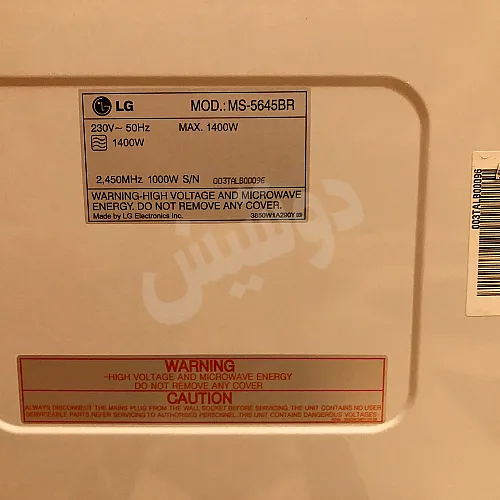 LG MOD.: MS-5645BR
230V~ 50Hz MAX. 1400W
1400W
2,450MHz 1000W S/N 003TALB00096
WARNING-HIGH VOLTAGE AND MICROWAVE
ENERGY. DO NOT REMOVE ANY COVER.
Made by LG Electronics Inc. 3850W1A290Y
003TALB00096
WARNING
-HIGH VOLTAGE AND MICROWAVE ENERGY
DO NOT REMOVE ANY COVER
CAUTION
ALWAYS DISCONNECT THE MAINS PLUG FROM THE WALL SOCKET BEFORE SERVICING, THE UNIT CONTAINS NO USER
SERVICEABLE PARTS. REFER SERVICING TO AUTHORISED PERSONNEL. THIS UNIT CONTAINS DANGEROUS VOLTAGES